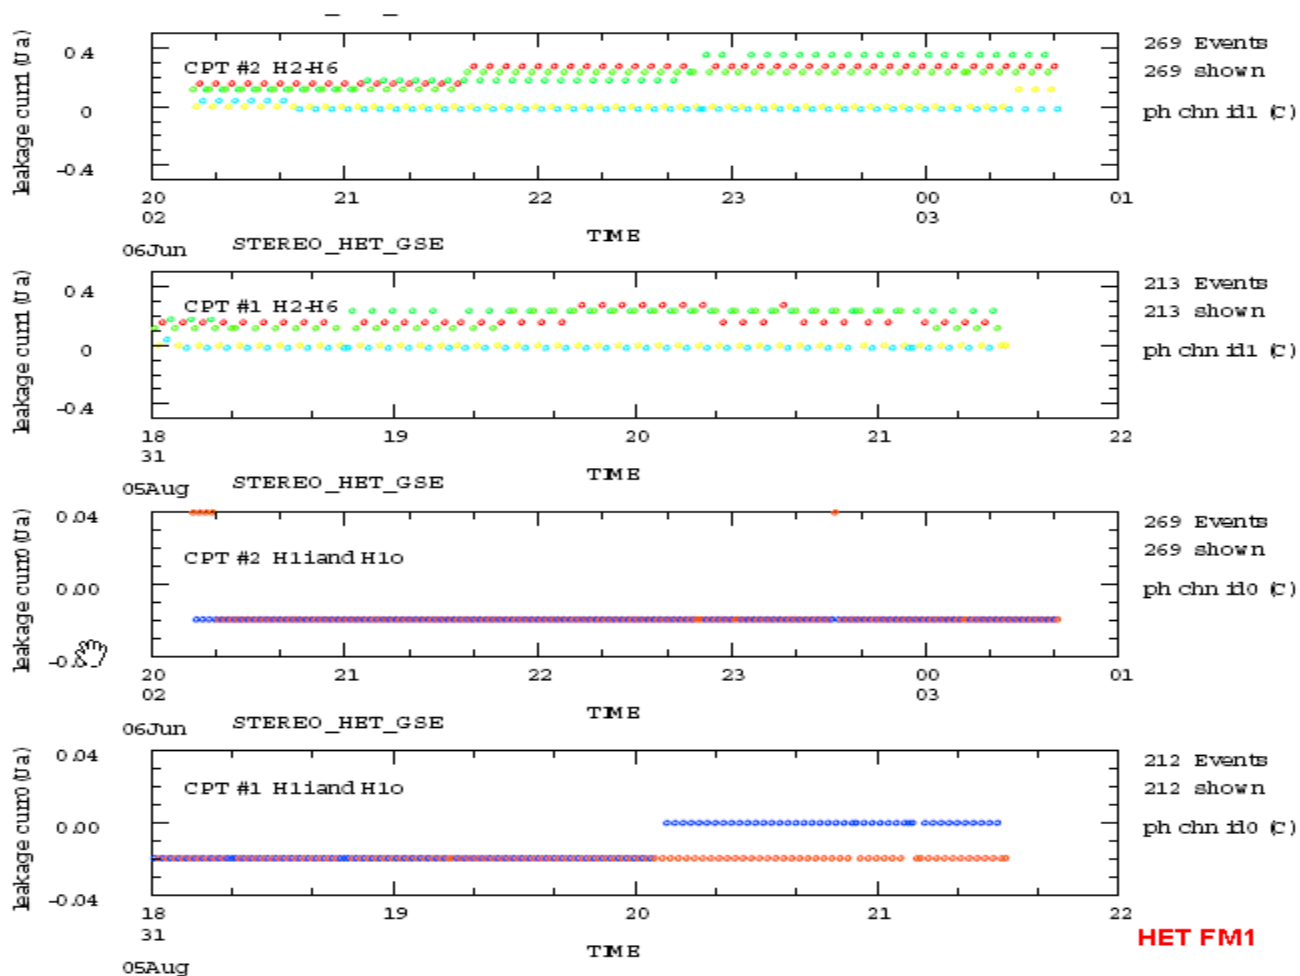 0.4
CPT #2 H2-H6
269 Events
269 shown
leakage curr1 (Ua)
0
ph chn id1 (C)
-0.4
20 21 22 23 00 01
02 03
06Jun STEREO_HET_GSE TIME
0.4
CPT #1 H2-H6
213 Events
213 shown
leakage curr1 (Ua)
0
ph chn id1 (C)
-0.4
18 19 20 21 22
31
05Aug STEREO_HET_GSE TIME
0.04
269 Events
269 shown
CPT #2 H1i and H1o
leakage curr0 (Ua)
0.00
ph chn id0 (C)
20 21 22 23 00 01
02 03
06Jun STEREO_HET_GSE TIME
0.04
212 Events
CPT #1 H1i and H1o
212 shown
leakage curr0 (Ua)
0.00
ph chn id0 (C)
-0.04
18 19 20 21 22
31
TIME
HET FM1
05Aug